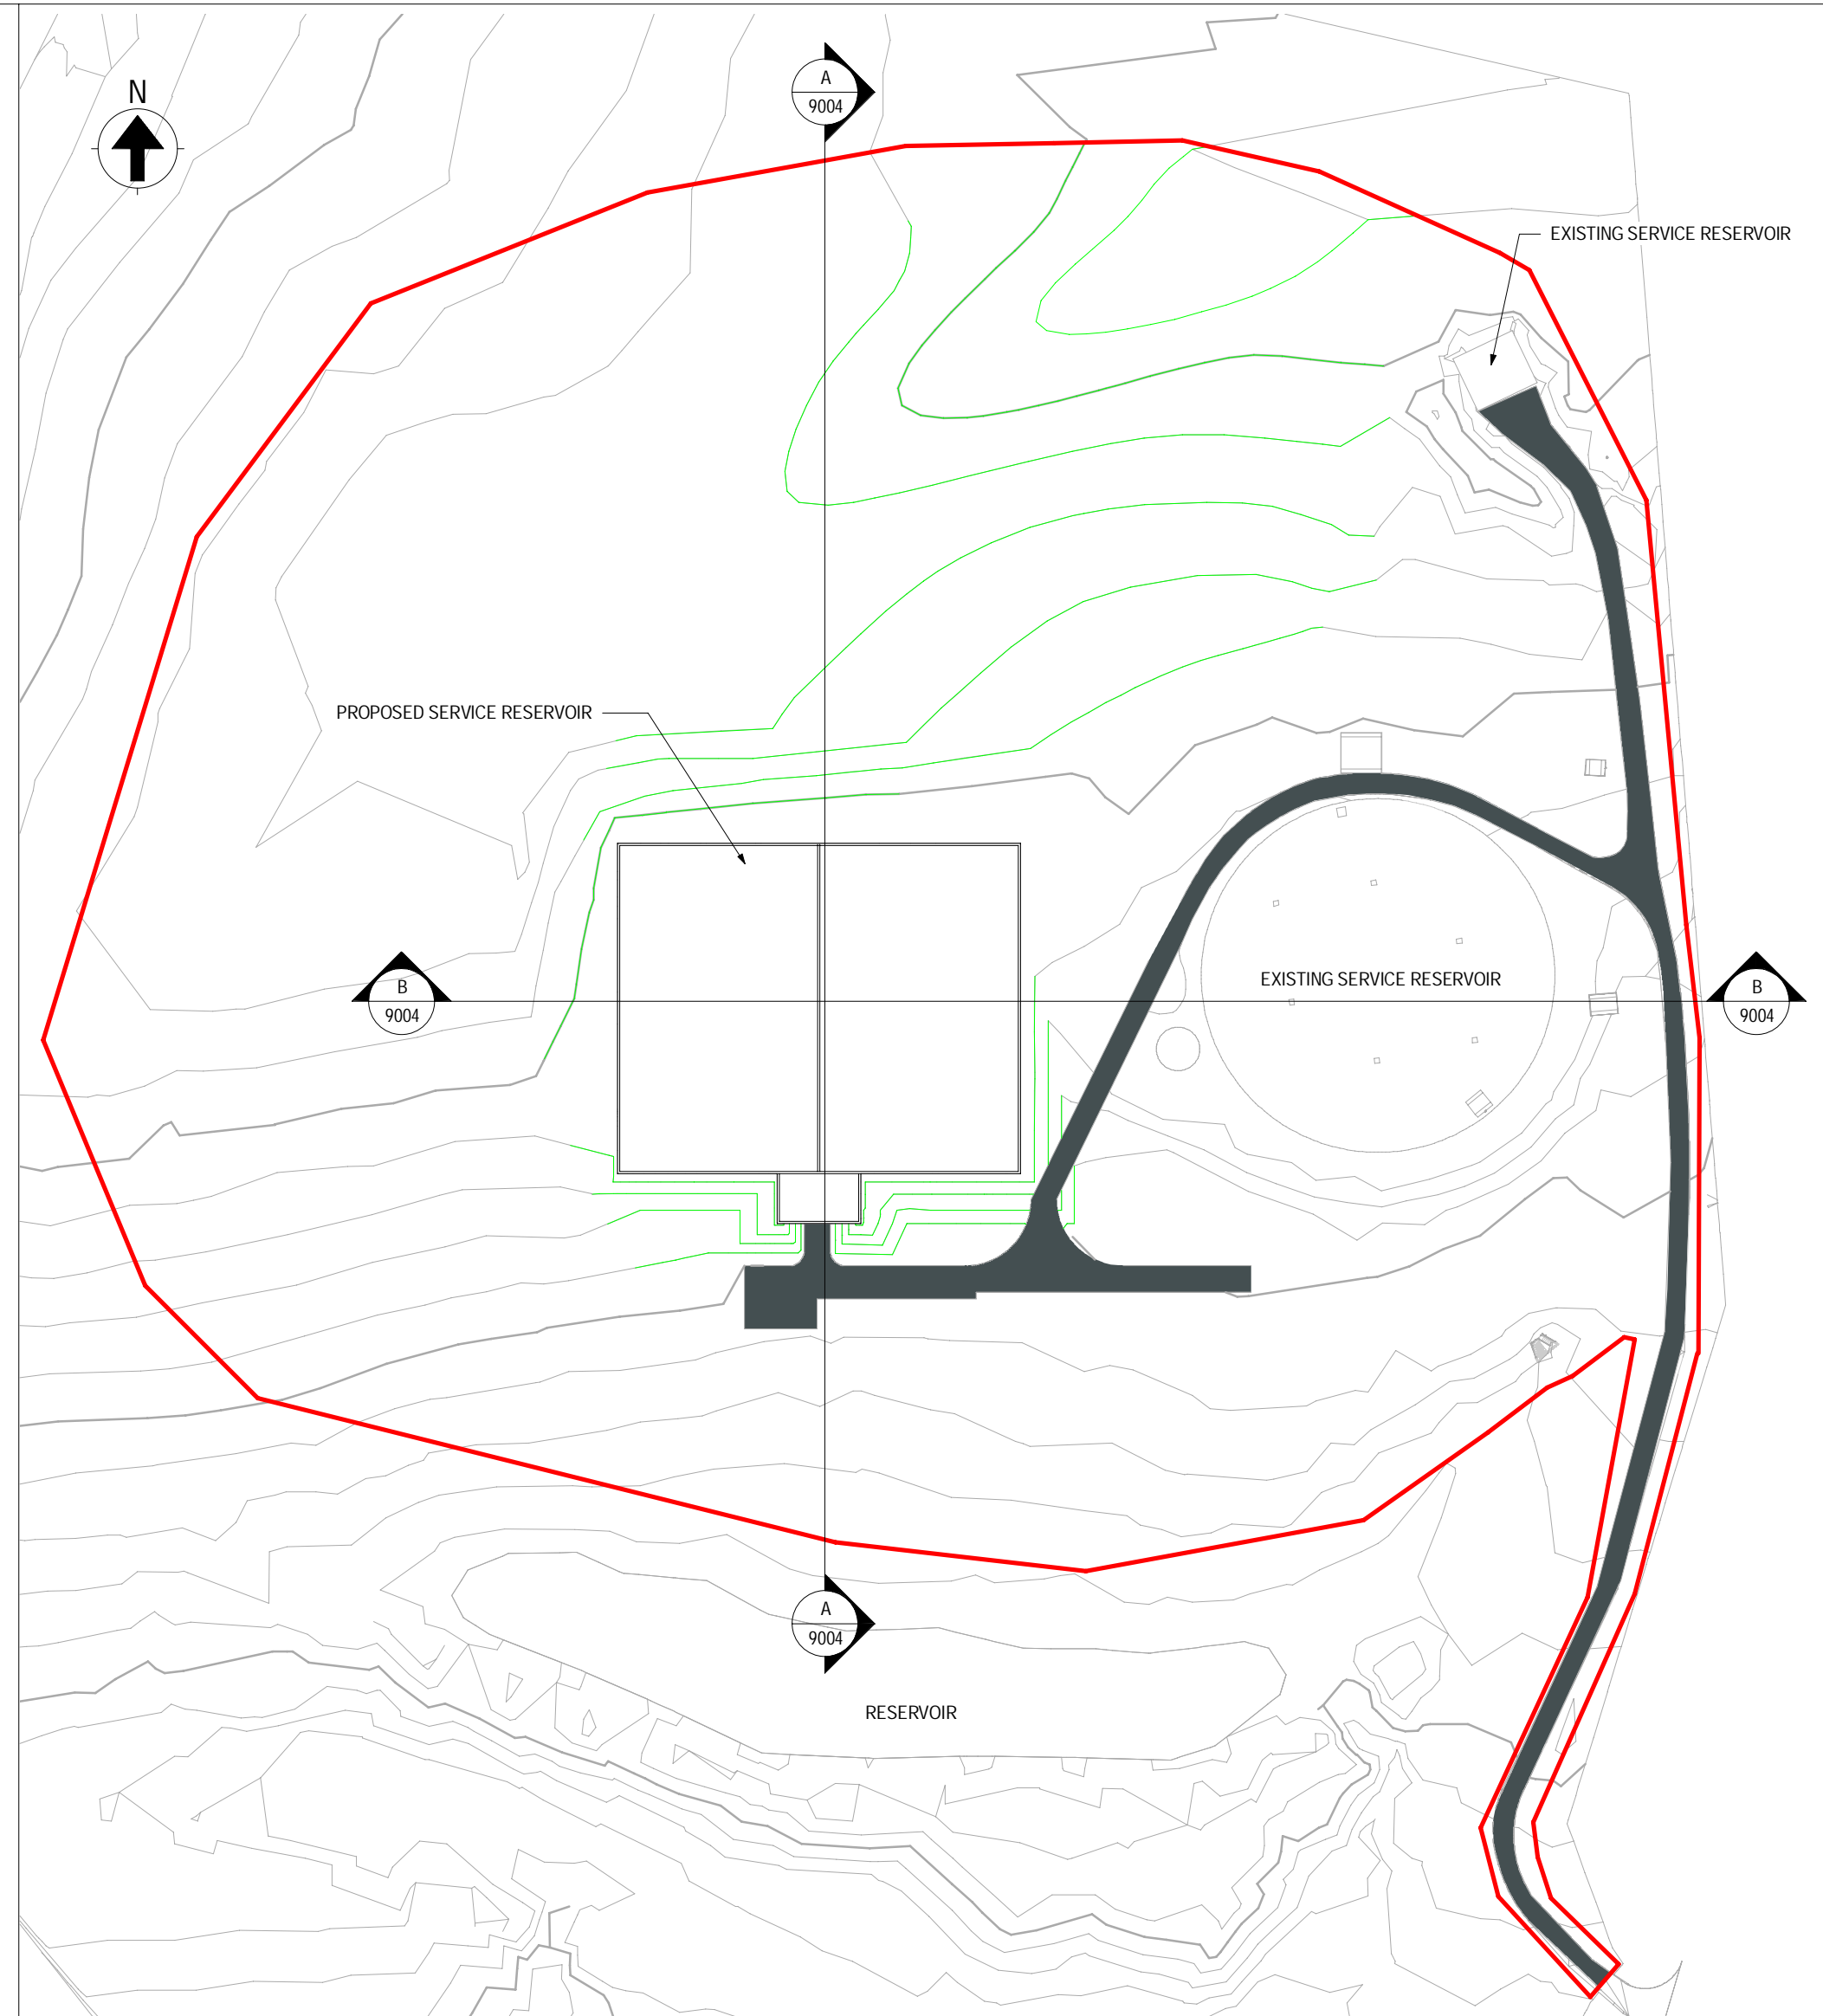 N
A
9004
EXISTING SERVICE RESERVOIR
PROPOSED SERVICE RESERVOIR
EXISTING SERVICE RESERVOIR
B
9004
B
9004
A
9004
RESERVOIR